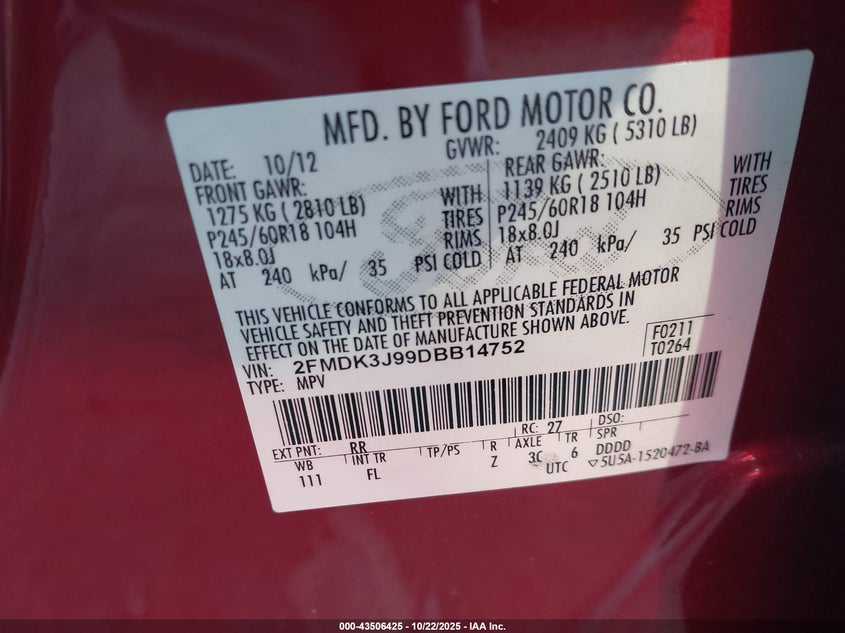 MFD. BY FORD MOTOR CO.
DATE: 10/12 GVWR: 2409 KG ( 5310 LB)
FRONT GAWR: REAR GAWR:
1275 KG ( 2810 LB) WITH 1139 KG ( 2510 LB) WITH
P245/60R18 104H TIRES P245/60R18 104H TIRES
18x8.0J RIMS 18x8.0J RIMS
AT 240 kPa/ 35 PSI COLD AT 240 kPa/ 35 PSI COLD
THIS VEHICLE CONFORMS TO ALL APPLICABLE FEDERAL MOTOR
VEHICLE SAFETY AND THEFT PREVENTION STANDARDS IN
EFFECT ON THE DATE OF MANUFACTURE SHOWN ABOVE.
VIN: 2FMDK3J99DBB14752 F0211
TYPE: MPV T0264
EXT PNT: RR RC: 27 DSO:
WB INT TR TP/PS R AXLE TR SPR
111 FL Z 3C 6 DDDD
UTC ▽5U5A-1520472-BA
000-43506425 - 10/22/2025 - IAA Inc.